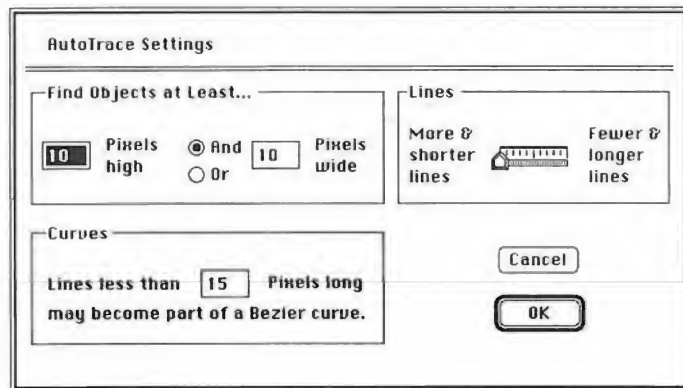 AutoTrace Settings
Find Objects at Least...
10 Pixels high
And
Or
10 Pixels wide
Lines
More & shorter lines
Fewer & longer lines
Curves
Lines less than 15 Pixels long
may become part of a Bezier curve.
Cancel
OK